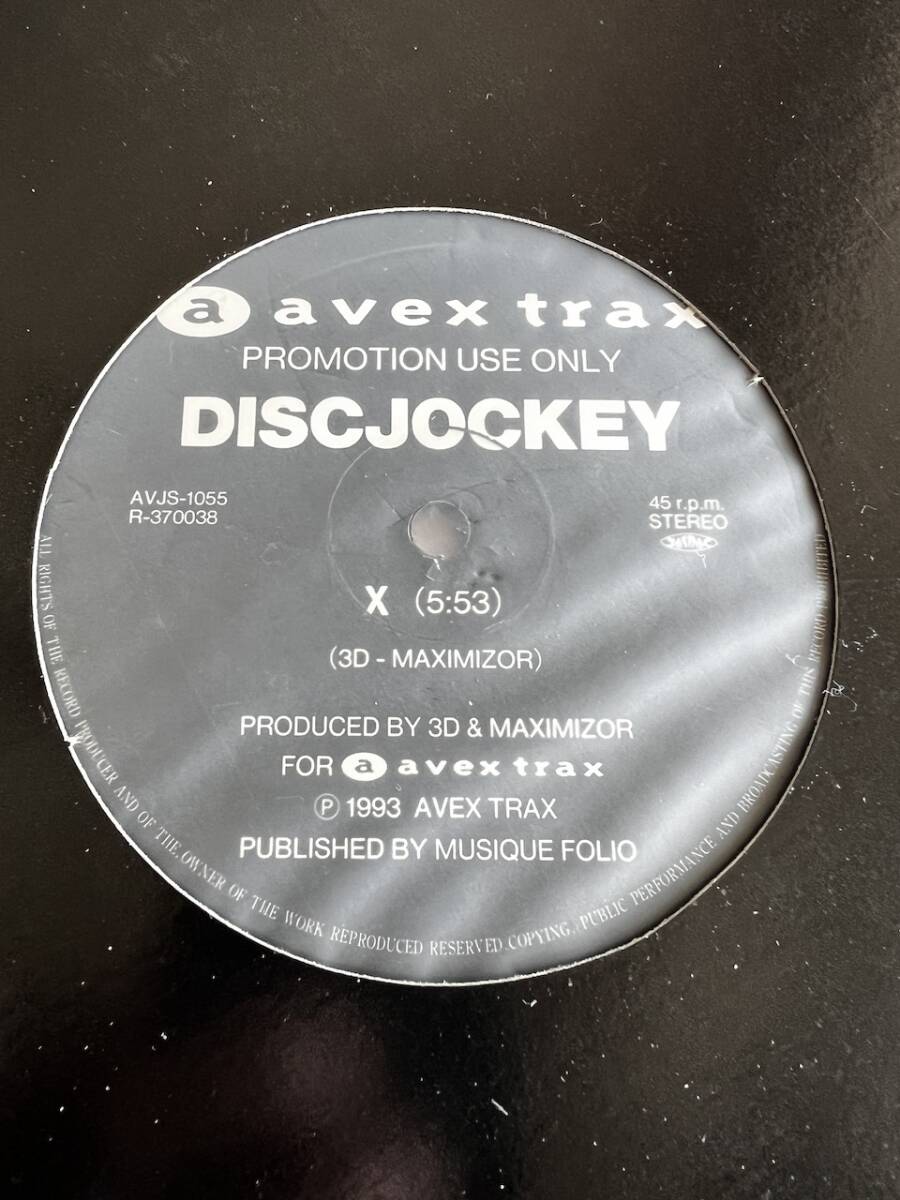 a avex trax
PROMOTION USE ONLY
DISCJOCKEY
AVJS-1055
R-370038
45 r.p.m.
STEREO
X (5:53)
(3D - MAXIMIZOR)
PRODUCED BY 3D & MAXIMIZOR
FOR a avex trax
Ⓟ 1993 AVEX TRAX
PUBLISHED BY MUSIQUE FOLIO
ALL RIGHTS OF THE RECORD PRODUCER AND OF THE OWNER OF THE WORK REPRODUCED RESERVED. COPYING, PUBLIC PERFORMANCE AND BROADCASTING OF THIS RECORD PROHIBITED